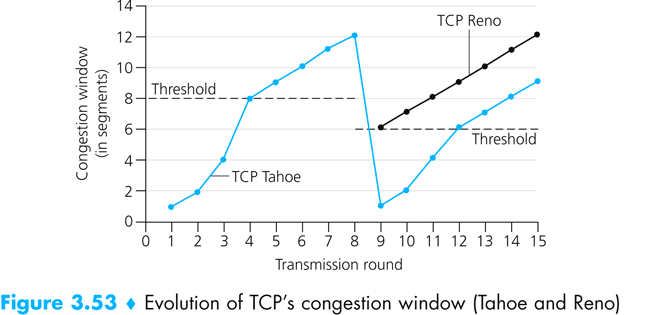 14
12
10
8
6
4
2
0
Congestion window
(in segments)
TCP Reno
Threshold
Threshold
TCP Tahoe
0 1 2 3 4 5 6 7 8 9 10 11 12 13 14 15
Transmission round
Figure 3.53 ♦ Evolution of TCP’s congestion window (Tahoe and Reno)